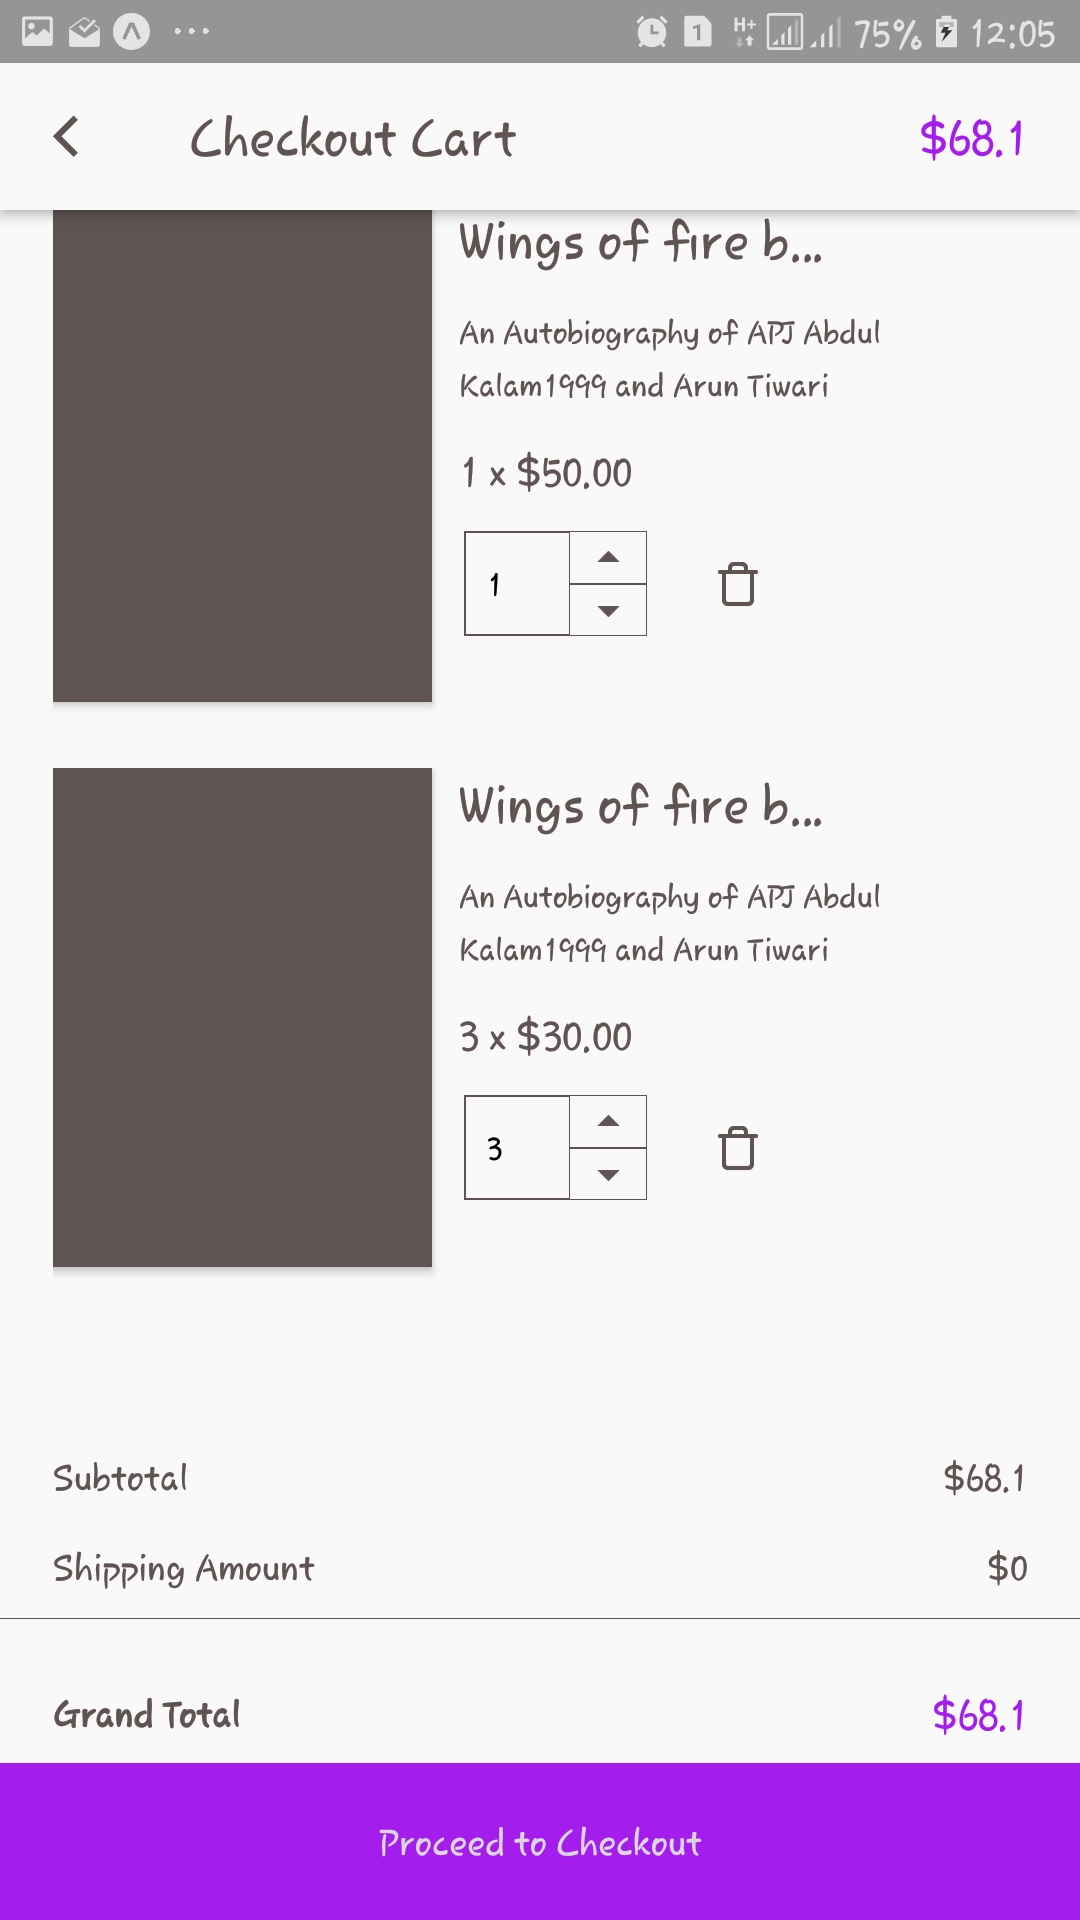 1 H+ 75% 12:05
Checkout Cart $68.1
Wings of fire b...
An Autobiography of APJ Abdul
Kalam1999 and Arun Tiwari
1 x $50.00
1
Wings of fire b...
An Autobiography of APJ Abdul
Kalam1999 and Arun Tiwari
3 x $30.00
3
Subtotal $68.1
Shipping Amount $0
Grand Total $68.1
Proceed to Checkout